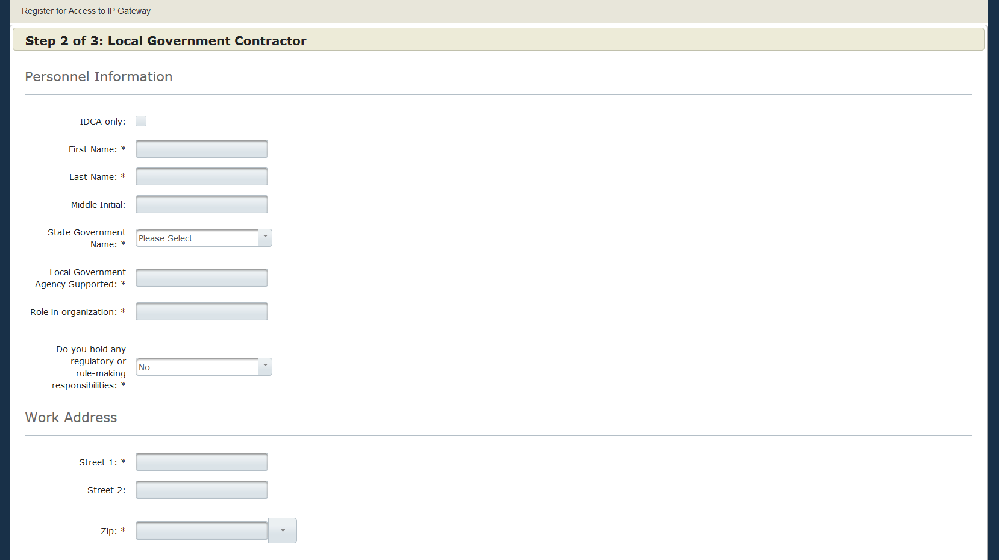 Register for Access to IP Gateway
Step 2 of 3: Local Government Contractor
Personnel Information
IDCA only:
First Name: *
Last Name: *
Middle Initial:
State Government
Name: *
Please Select
Local Government
Agency Supported: *
Role in organization: *
Do you hold any
regulatory or
rule-making
responsibilities: *
No
Work Address
Street 1: *
Street 2:
Zip: *